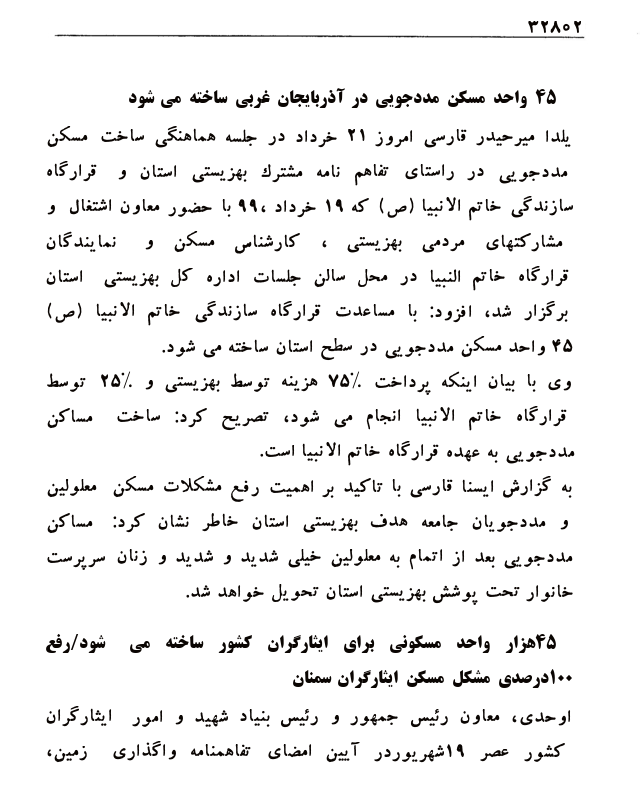 ۳۲۸۰۲
۴۵ واحد مسکن مددجویی در آذربایجان غربی ساخته می شود
یلدا میرحیدر قارسی امروز ۲۱ خرداد در جلسه هماهنگی ساخت مسکن
مددجویی در راستای تفاهم نامه مشترك بهزیستی استان و قرارگاه
سازندگی خاتم الانبیا (ص) که ۱۹ خرداد ،۹۹ با حضور معاون اشتغال و
مشارکتهای مردمی بهزیستی ، کارشناس مسکن و نمایندگان
قرارگاه خاتم النبیا در محل سالن جلسات اداره کل بهزیستی استان
برگزار شد، افزود: با مساعدت قرارگاه سازندگی خاتم الانبیا (ص)
۴۵ واحد مسکن مددجویی در سطح استان ساخته می شود.
وی با بیان اینکه پرداخت ۷۵٪ هزینه توسط بهزیستی و ۲۵٪ توسط
قرارگاه خاتم الانبیا انجام می شود، تصریح کرد: ساخت مساکن
مددجویی به عهده قرارگاه خاتم الانبیا است.
به گزارش ایسنا قارسی با تاکید بر اهمیت رفع مشکلات مسکن معلولین
و مددجویان جامعه هدف بهزیستی استان خاطر نشان کرد: مساکن
مددجویی بعد از اتمام به معلولین خیلی شدید و شدید و زنان سرپرست
خانوار تحت پوشش بهزیستی استان تحویل خواهد شد.
۴۵هزار واحد مسکونی برای ایثارگران کشور ساخته می شود/رفع
۱۰۰درصدی مشکل مسکن ایثارگران سمنان
اوحدی، معاون رئیس جمهور و رئیس بنیاد شهید و امور ایثارگران
کشور عصر ۱۹شهریوردر آیین امضای تفاهمنامه واگذاری زمین،